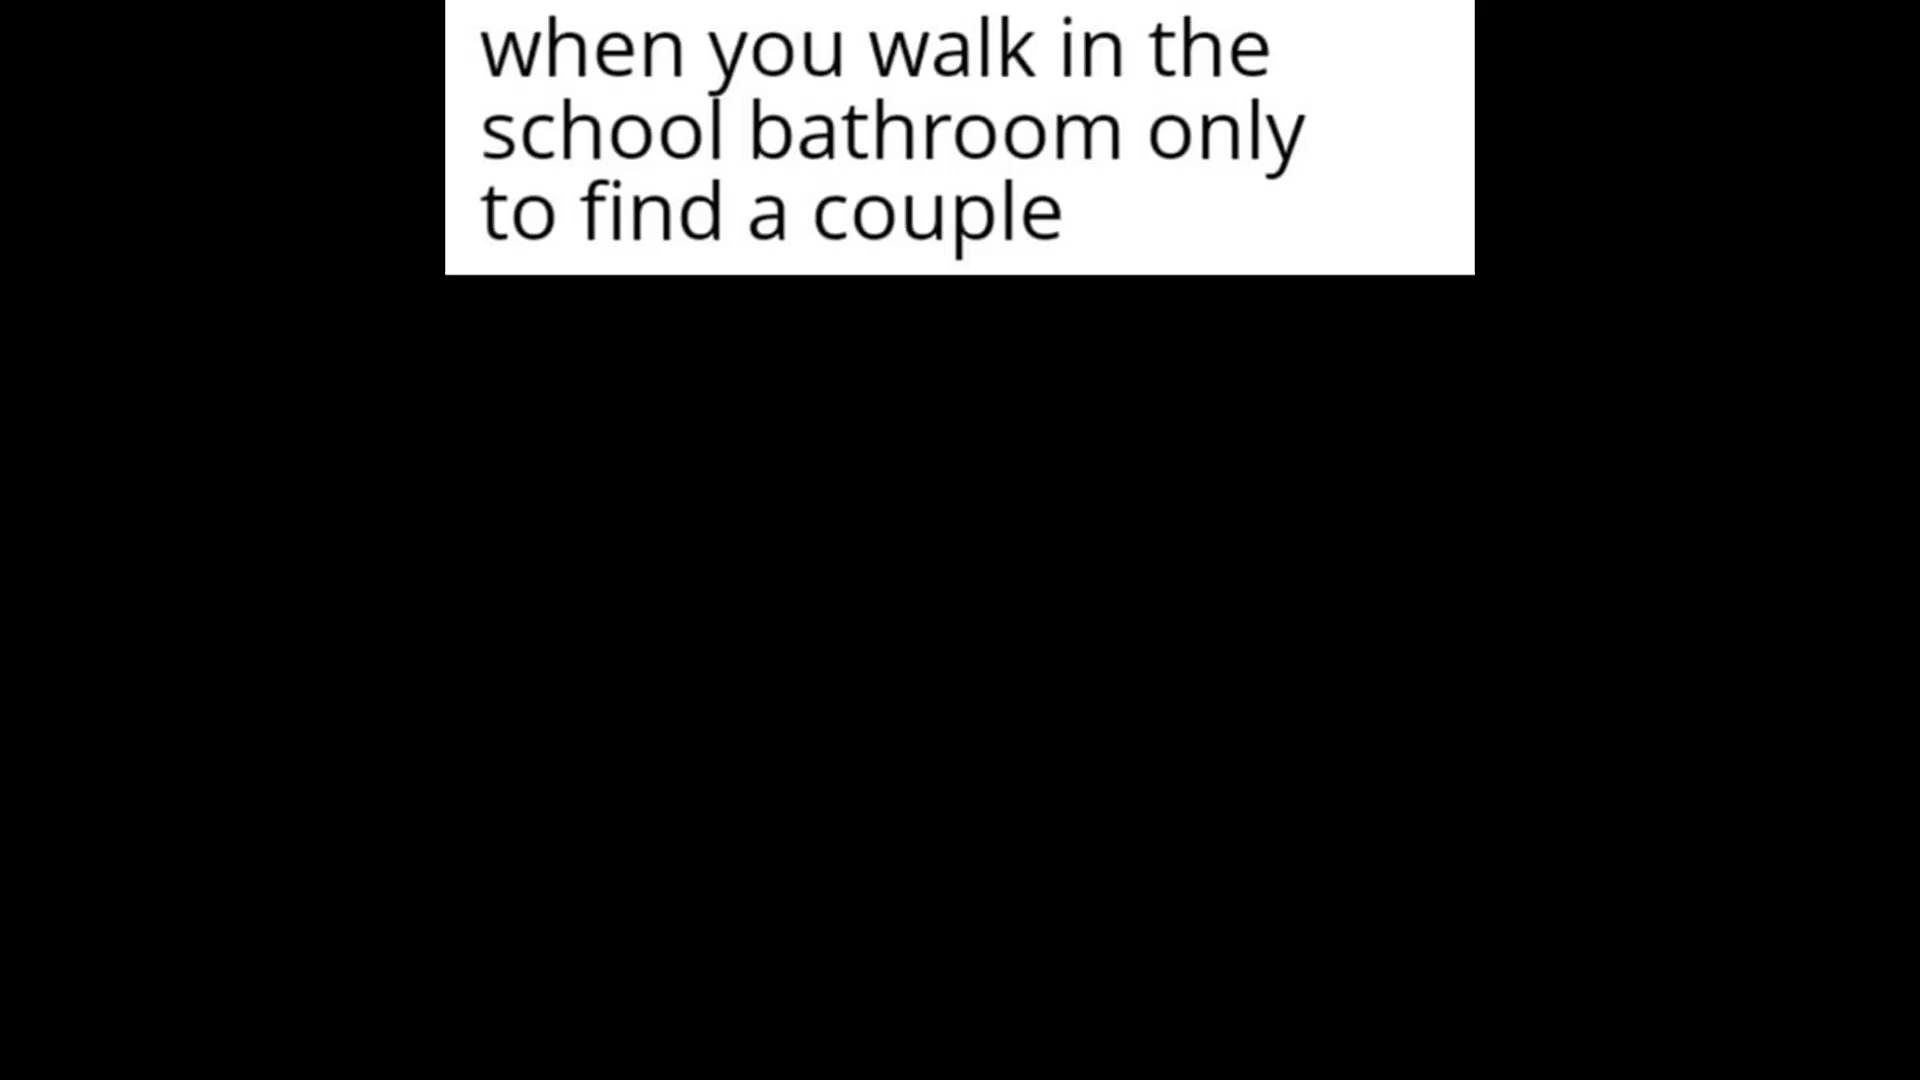 when you walk in the
school bathroom only
to find a couple